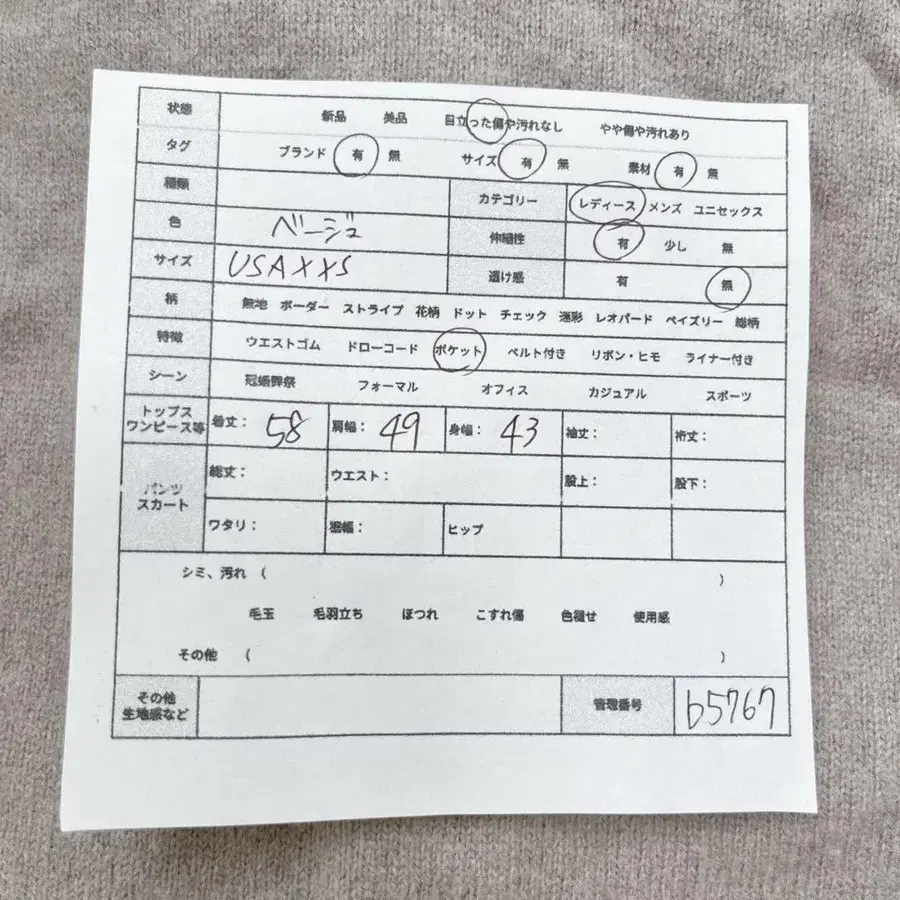 状態 新品 美品 目立った傷や汚れなし やや傷や汚れあり
タグ ブランド 有 無 サイズ 有 無 素材 有 無
種類 カテゴリー レディース メンズ ユニセックス
色 ベージュ 伸縮性 有 少し 無
サイズ USAXXS 透け感 有 無
柄 無地 ボーダー ストライプ 花柄 ドット チェック 迷彩 レオパード ペイズリー 総柄
特徴 ウエストゴム ドローコード ポケット ベルト付き リボン・ヒモ ライナー付き
シーン 冠婚葬祭 フォーマル オフィス カジュアル スポーツ
トップス
ワンピース等 着丈: 58 肩幅: 49 身幅: 43 袖丈: 裄丈:
パンツ
スカート 総丈: ウエスト: 股上: 股下:
ワタリ: 裾幅: ヒップ
シミ、汚れ ( )
毛玉 毛羽立ち ほつれ こすれ傷 色褪せ 使用感
その他 ( )
その他
生地感など 管理番号 b5767